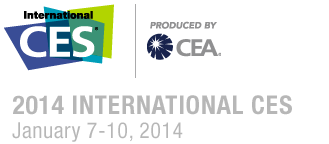 International
CES
PRODUCED BY
CEA
2014 INTERNATIONAL CES
January 7-10, 2014